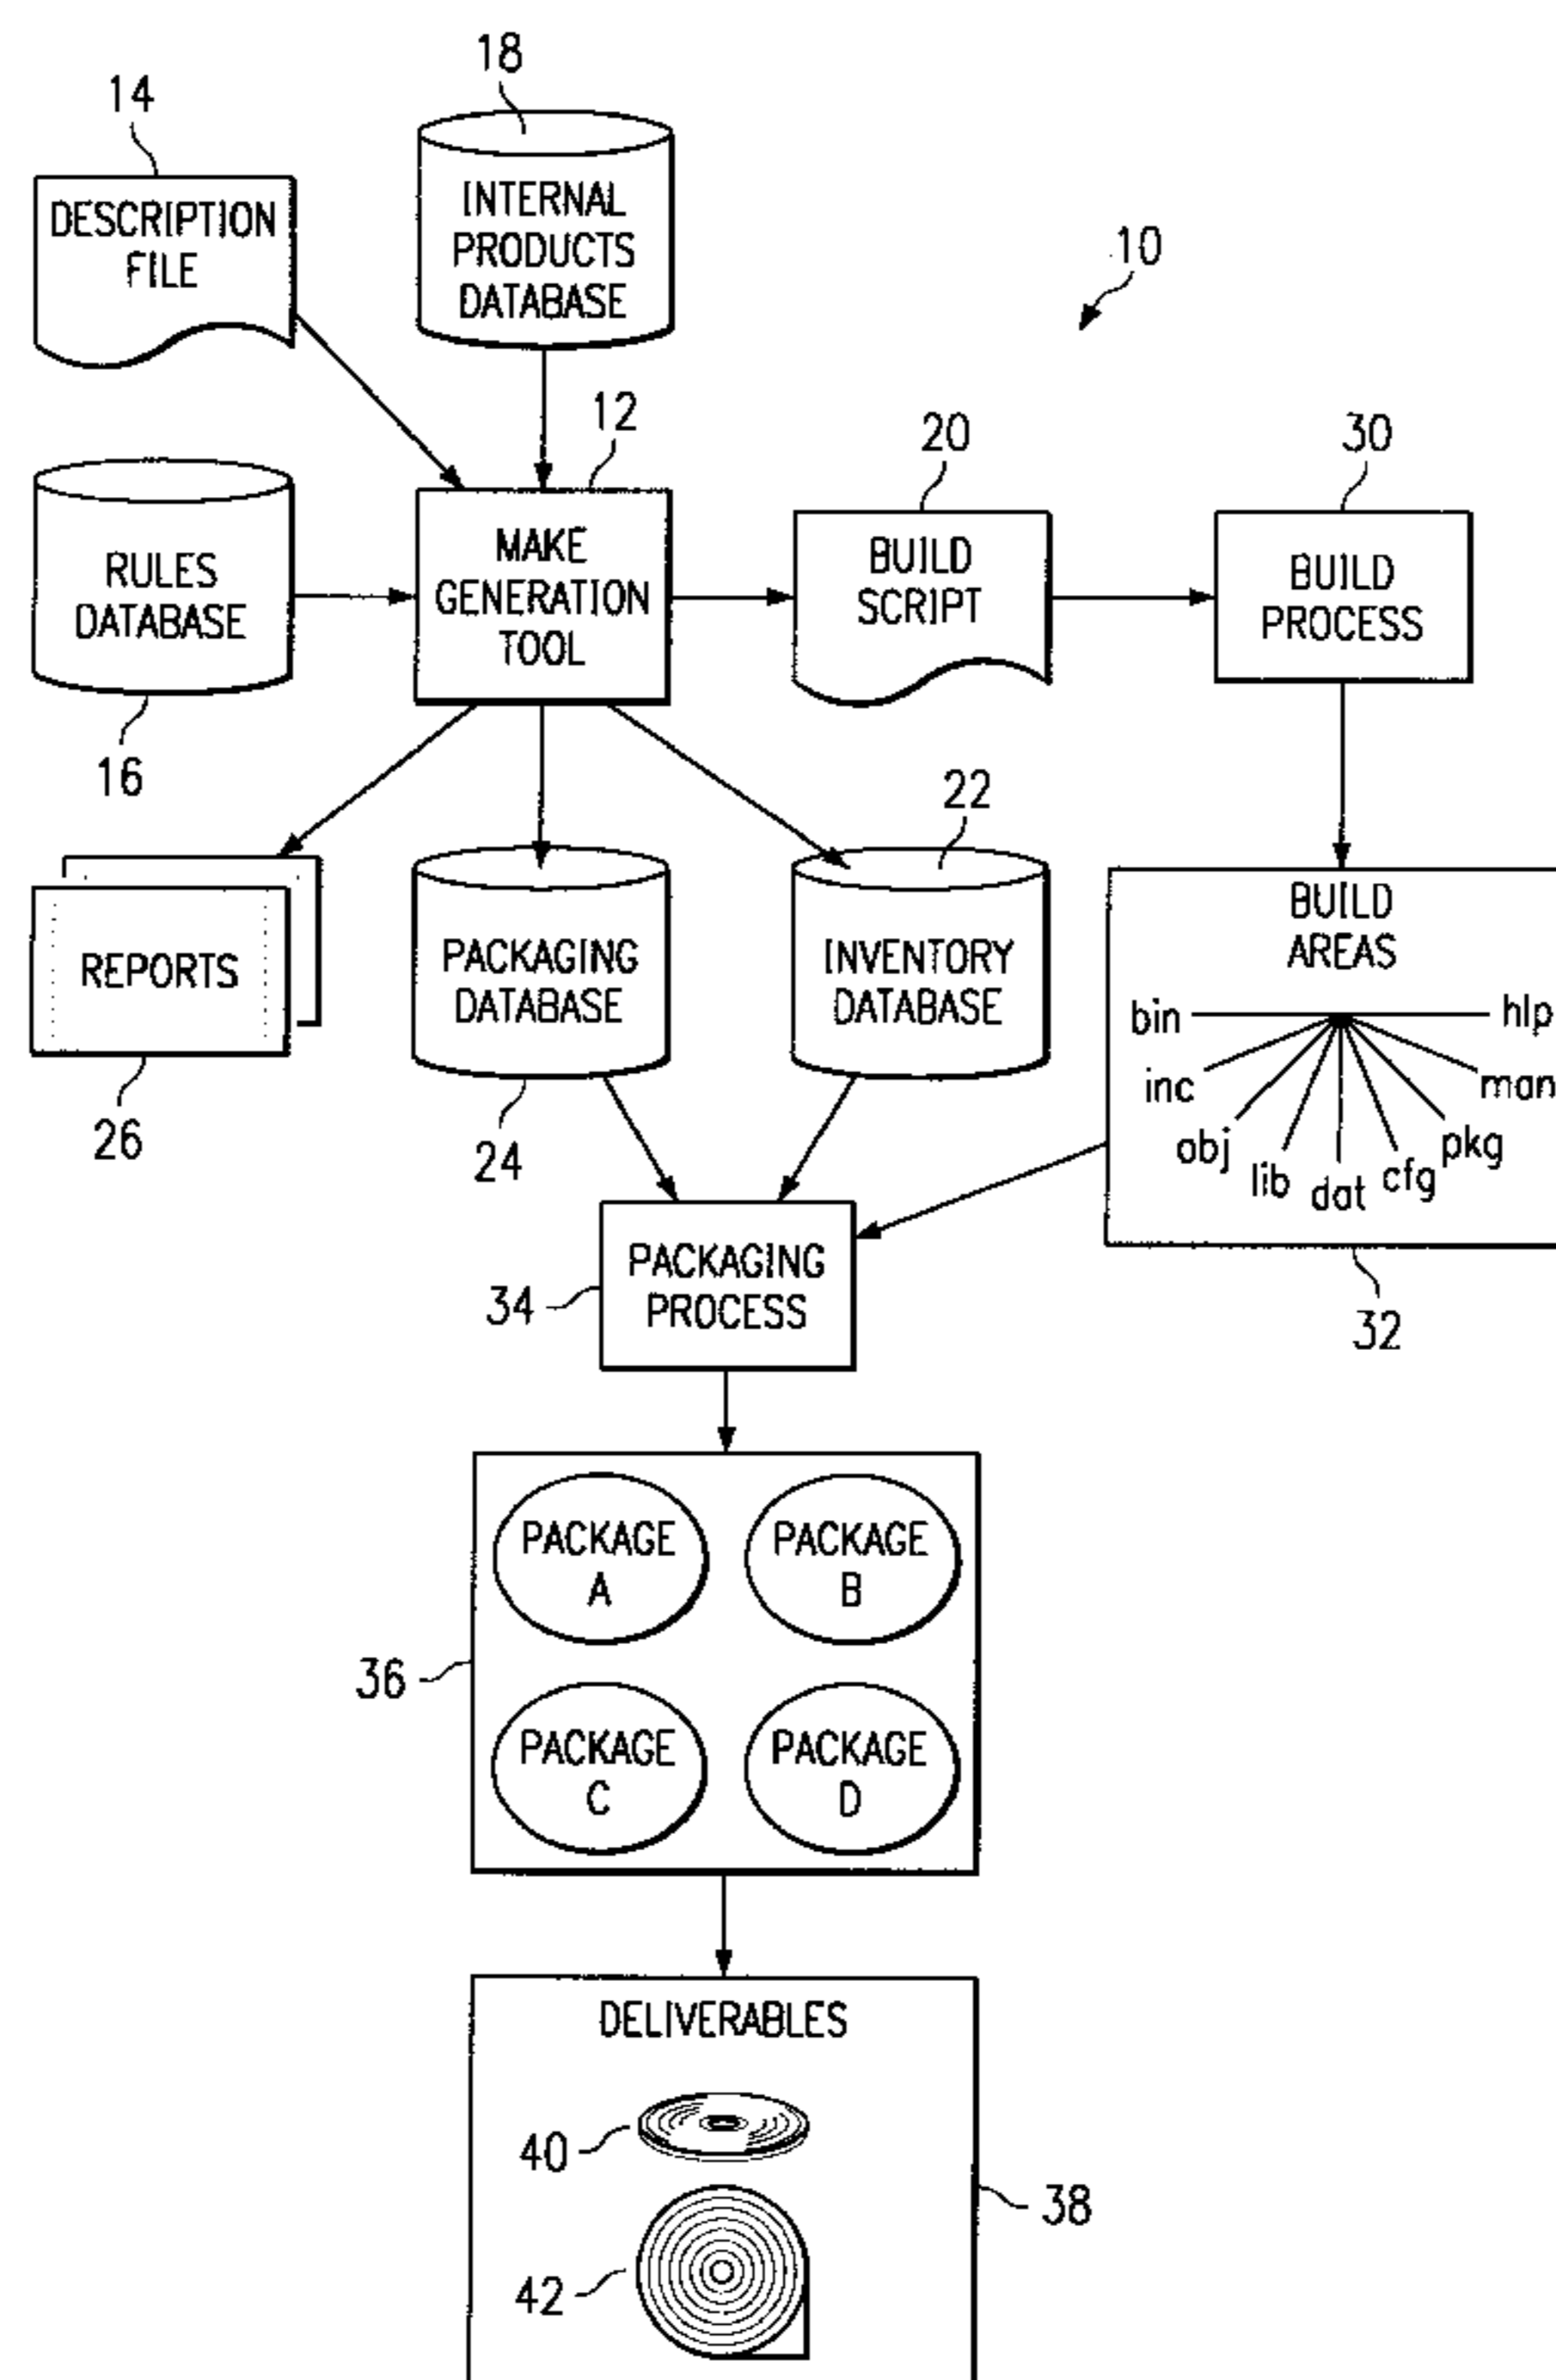 18
14
INTERNAL
PRODUCTS
DATABASE
DESCRIPTION
FILE
10
12
20
30
RULES
DATABASE
MAKE
GENERATION
TOOL
BUILD
SCRIPT
BUILD
PROCESS
16
22
REPORTS
PACKAGING
DATABASE
INVENTORY
DATABASE
BUILD
AREAS
bin
hlp
inc
man
obj
pkg
lib
cfg
dat
26
24
32
PACKAGING
PROCESS
34
PACKAGE
A
PACKAGE
B
36
PACKAGE
C
PACKAGE
D
DELIVERABLES
40
38
42